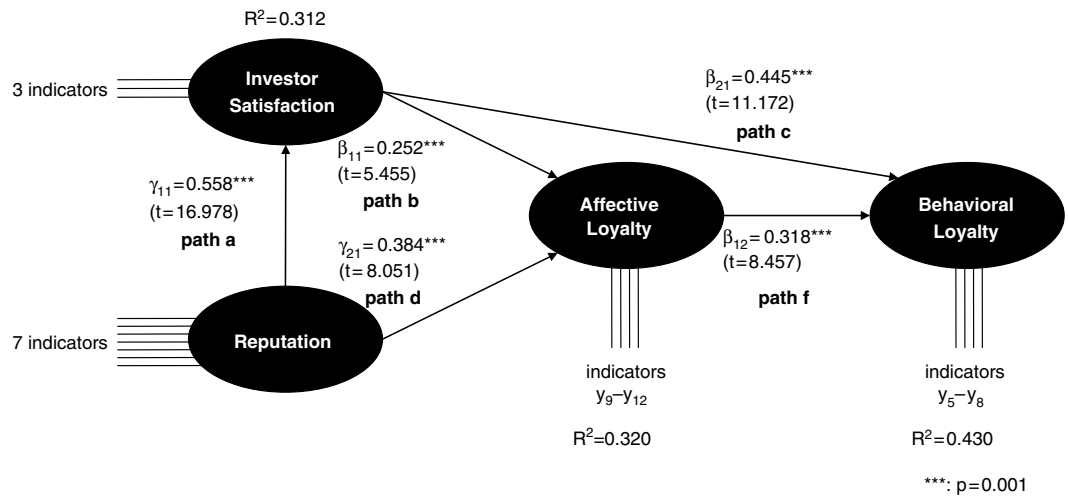 R²=0.312
3 indicators
Investor
Satisfaction
β₂₁=0.445***
(t=11.172)
path c
β₁₁=0.252***
(t=5.455)
path b
γ₁₁=0.558***
(t=16.978)
path a
Affective
Loyalty
Behavioral
Loyalty
γ₂₁=0.384***
(t=8.051)
path d
β₁₂=0.318***
(t=8.457)
path f
7 indicators
Reputation
indicators
y₉–y₁₂
indicators
y₅–y₈
R²=0.320
R²=0.430
***: p=0.001